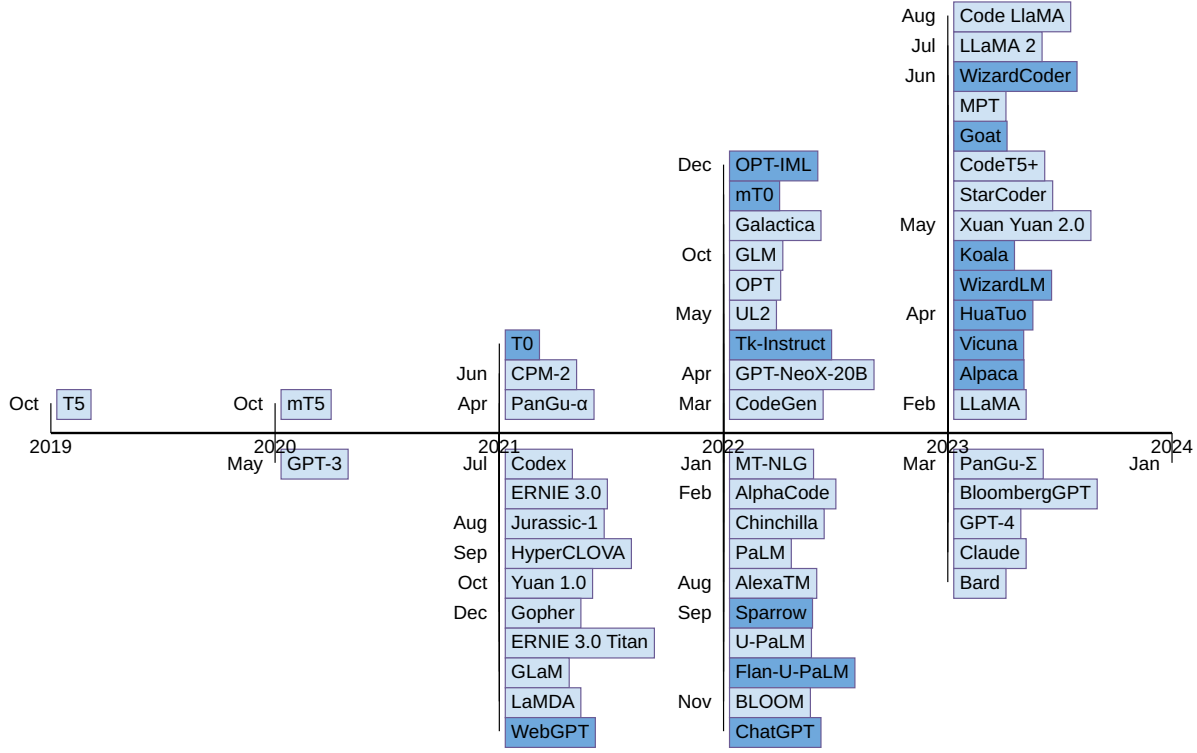 Aug Code LlaMA
Jul LLaMA 2
Jun WizardCoder
MPT
Goat
Dec OPT-IML CodeT5+
mT0 StarCoder
Galactica May Xuan Yuan 2.0
Oct GLM Koala
OPT WizardLM
May UL2 Apr HuaTuo
T0 Tk-Instruct Vicuna
Jun CPM-2 Apr GPT-NeoX-20B Alpaca
Oct T5 Oct mT5 Apr PanGu-α Mar CodeGen Feb LLaMA
2019 2020 2021 2022 2023 2024
May GPT-3 Jul Codex Jan MT-NLG Mar PanGu-Σ Jan
ERNIE 3.0 Feb AlphaCode BloombergGPT
Aug Jurassic-1 Chinchilla GPT-4
Sep HyperCLOVA PaLM Claude
Oct Yuan 1.0 Aug AlexaTM Bard
Dec Gopher Sep Sparrow
ERNIE 3.0 Titan U-PaLM
GLaM Flan-U-PaLM
LaMDA Nov BLOOM
WebGPT ChatGPT